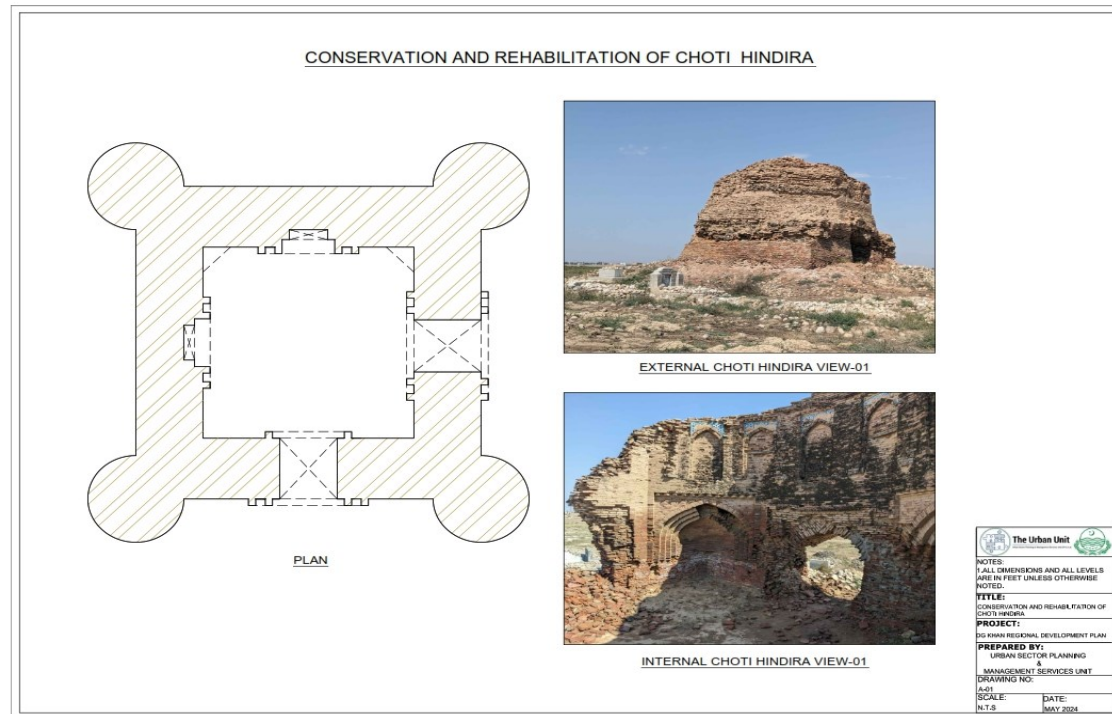 CONSERVATION AND REHABILITATION OF CHOTI HINDIRA
PLAN
EXTERNAL CHOTI HINDIRA VIEW-01
INTERNAL CHOTI HINDIRA VIEW-01
The Urban Unit
NOTES:
1.ALL DIMENSIONS AND ALL LEVELS
ARE IN FEET UNLESS OTHERWISE
NOTED.
TITLE:
CONSERVATION AND REHABILITATION OF
CHOTI HINDIRA
PROJECT:
DG KHAN REGIONAL DEVELOPMENT PLAN
PREPARED BY:
URBAN SECTOR PLANNING
&
MANAGEMENT SERVICES UNIT
DRAWING NO:
A-01
SCALE: DATE:
N.T.S MAY 2024